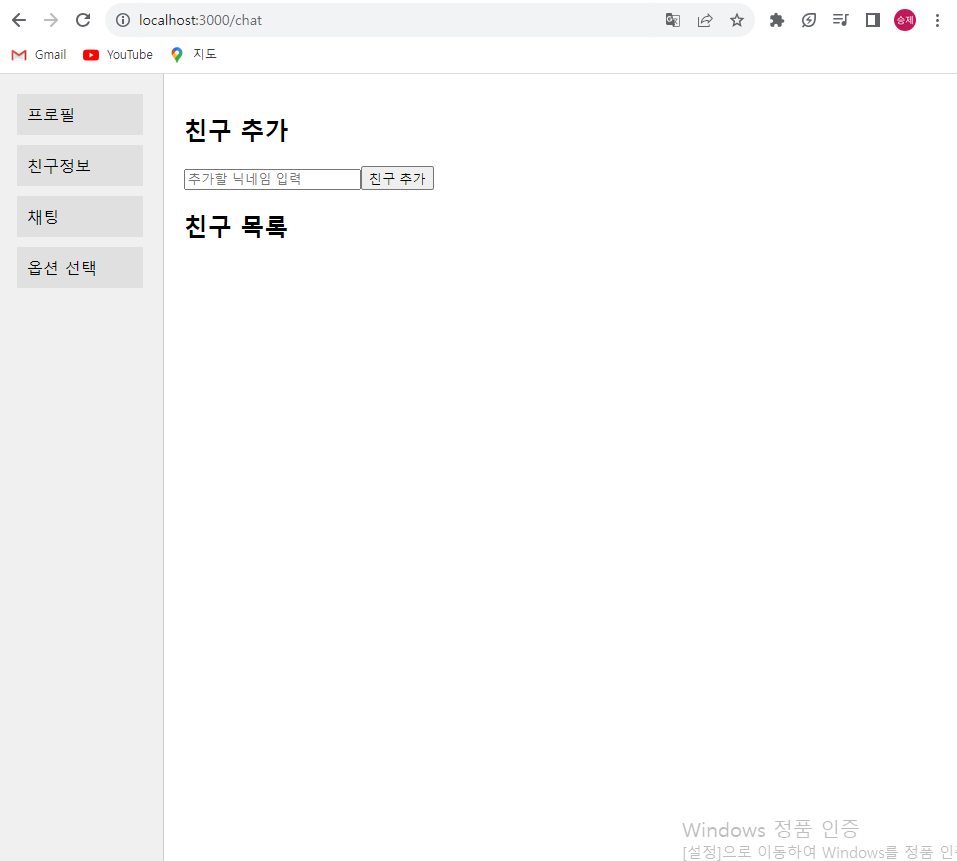 localhost:3000/chat
승제
Gmail YouTube 지도
프로필
친구정보
채팅
옵션 선택
친구 추가
추가할 닉네임 입력 친구 추가
친구 목록
Windows 정품 인증
[설정]으로 이동하여 Windows를 정품 인